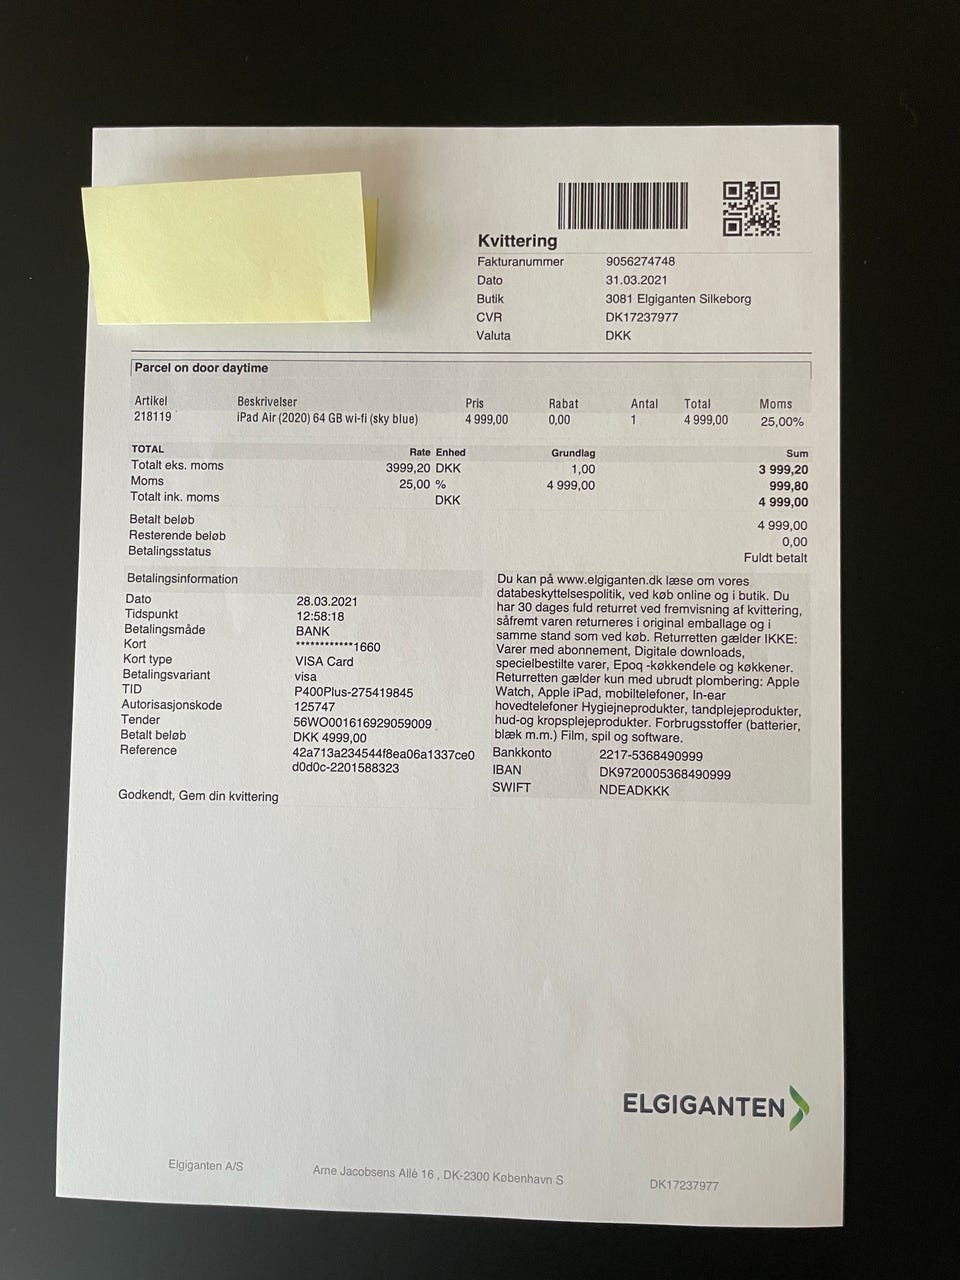 Kvittering
Fakturanummer 9056274748
Dato 31.03.2021
Butik 3081 Elgiganten Silkeborg
CVR DK17237977
Valuta DKK
Parcel on door daytime
Artikel Beskrivelser Pris Rabat Antal Total Moms
218119 iPad Air (2020) 64 GB wi-fi (sky blue) 4 999,00 0,00 1 4 999,00 25,00%
TOTAL Rate Enhed Grundlag Sum
Totalt eks. moms 3999,20 DKK 1,00 3 999,20
Moms 25,00 % 4 999,00 999,80
Totalt ink. moms DKK 4 999,00
Betalt beløb 4 999,00
Resterende beløb 0,00
Betalingsstatus Fuldt betalt
Betalingsinformation
Dato 28.03.2021
Tidspunkt 12:58:18
Betalingsmåde BANK
Kort ************1660
Kort type VISA Card
Betalingsvariant visa
TID P400Plus-275419845
Autorisasjonskode 125747
Tender 56WO001616929059009
Betalt beløb DKK 4999,00
Reference 42a713a234544f8ea06a1337ce0
d0d0c-2201588323
Godkendt, Gem din kvittering
Du kan på www.elgiganten.dk læse om vores
databeskyttelsespolitik, ved køb online og i butik. Du
har 30 dages fuld returret ved fremvisning af kvittering,
såfremt varen returneres i original emballage og i
samme stand som ved køb. Returretten gælder IKKE:
Varer med abonnement, Digitale downloads,
specielbestilte varer, Epoq -køkkendele og køkkener.
Returretten gælder kun med ubrudt plombering: Apple
Watch, Apple iPad, mobiltelefoner, In-ear
hovedtelefoner Hygiejneprodukter, tandplejeprodukter,
hud-og kropsplejeprodukter. Forbrugsstoffer (batterier,
blæk m.m.) Film, spil og software.
Bankkonto 2217-5368490999
IBAN DK9720005368490999
SWIFT NDEADKKK
ELGIGANTEN
Elgiganten A/S Arne Jacobsens Allé 16 , DK-2300 København S DK17237977